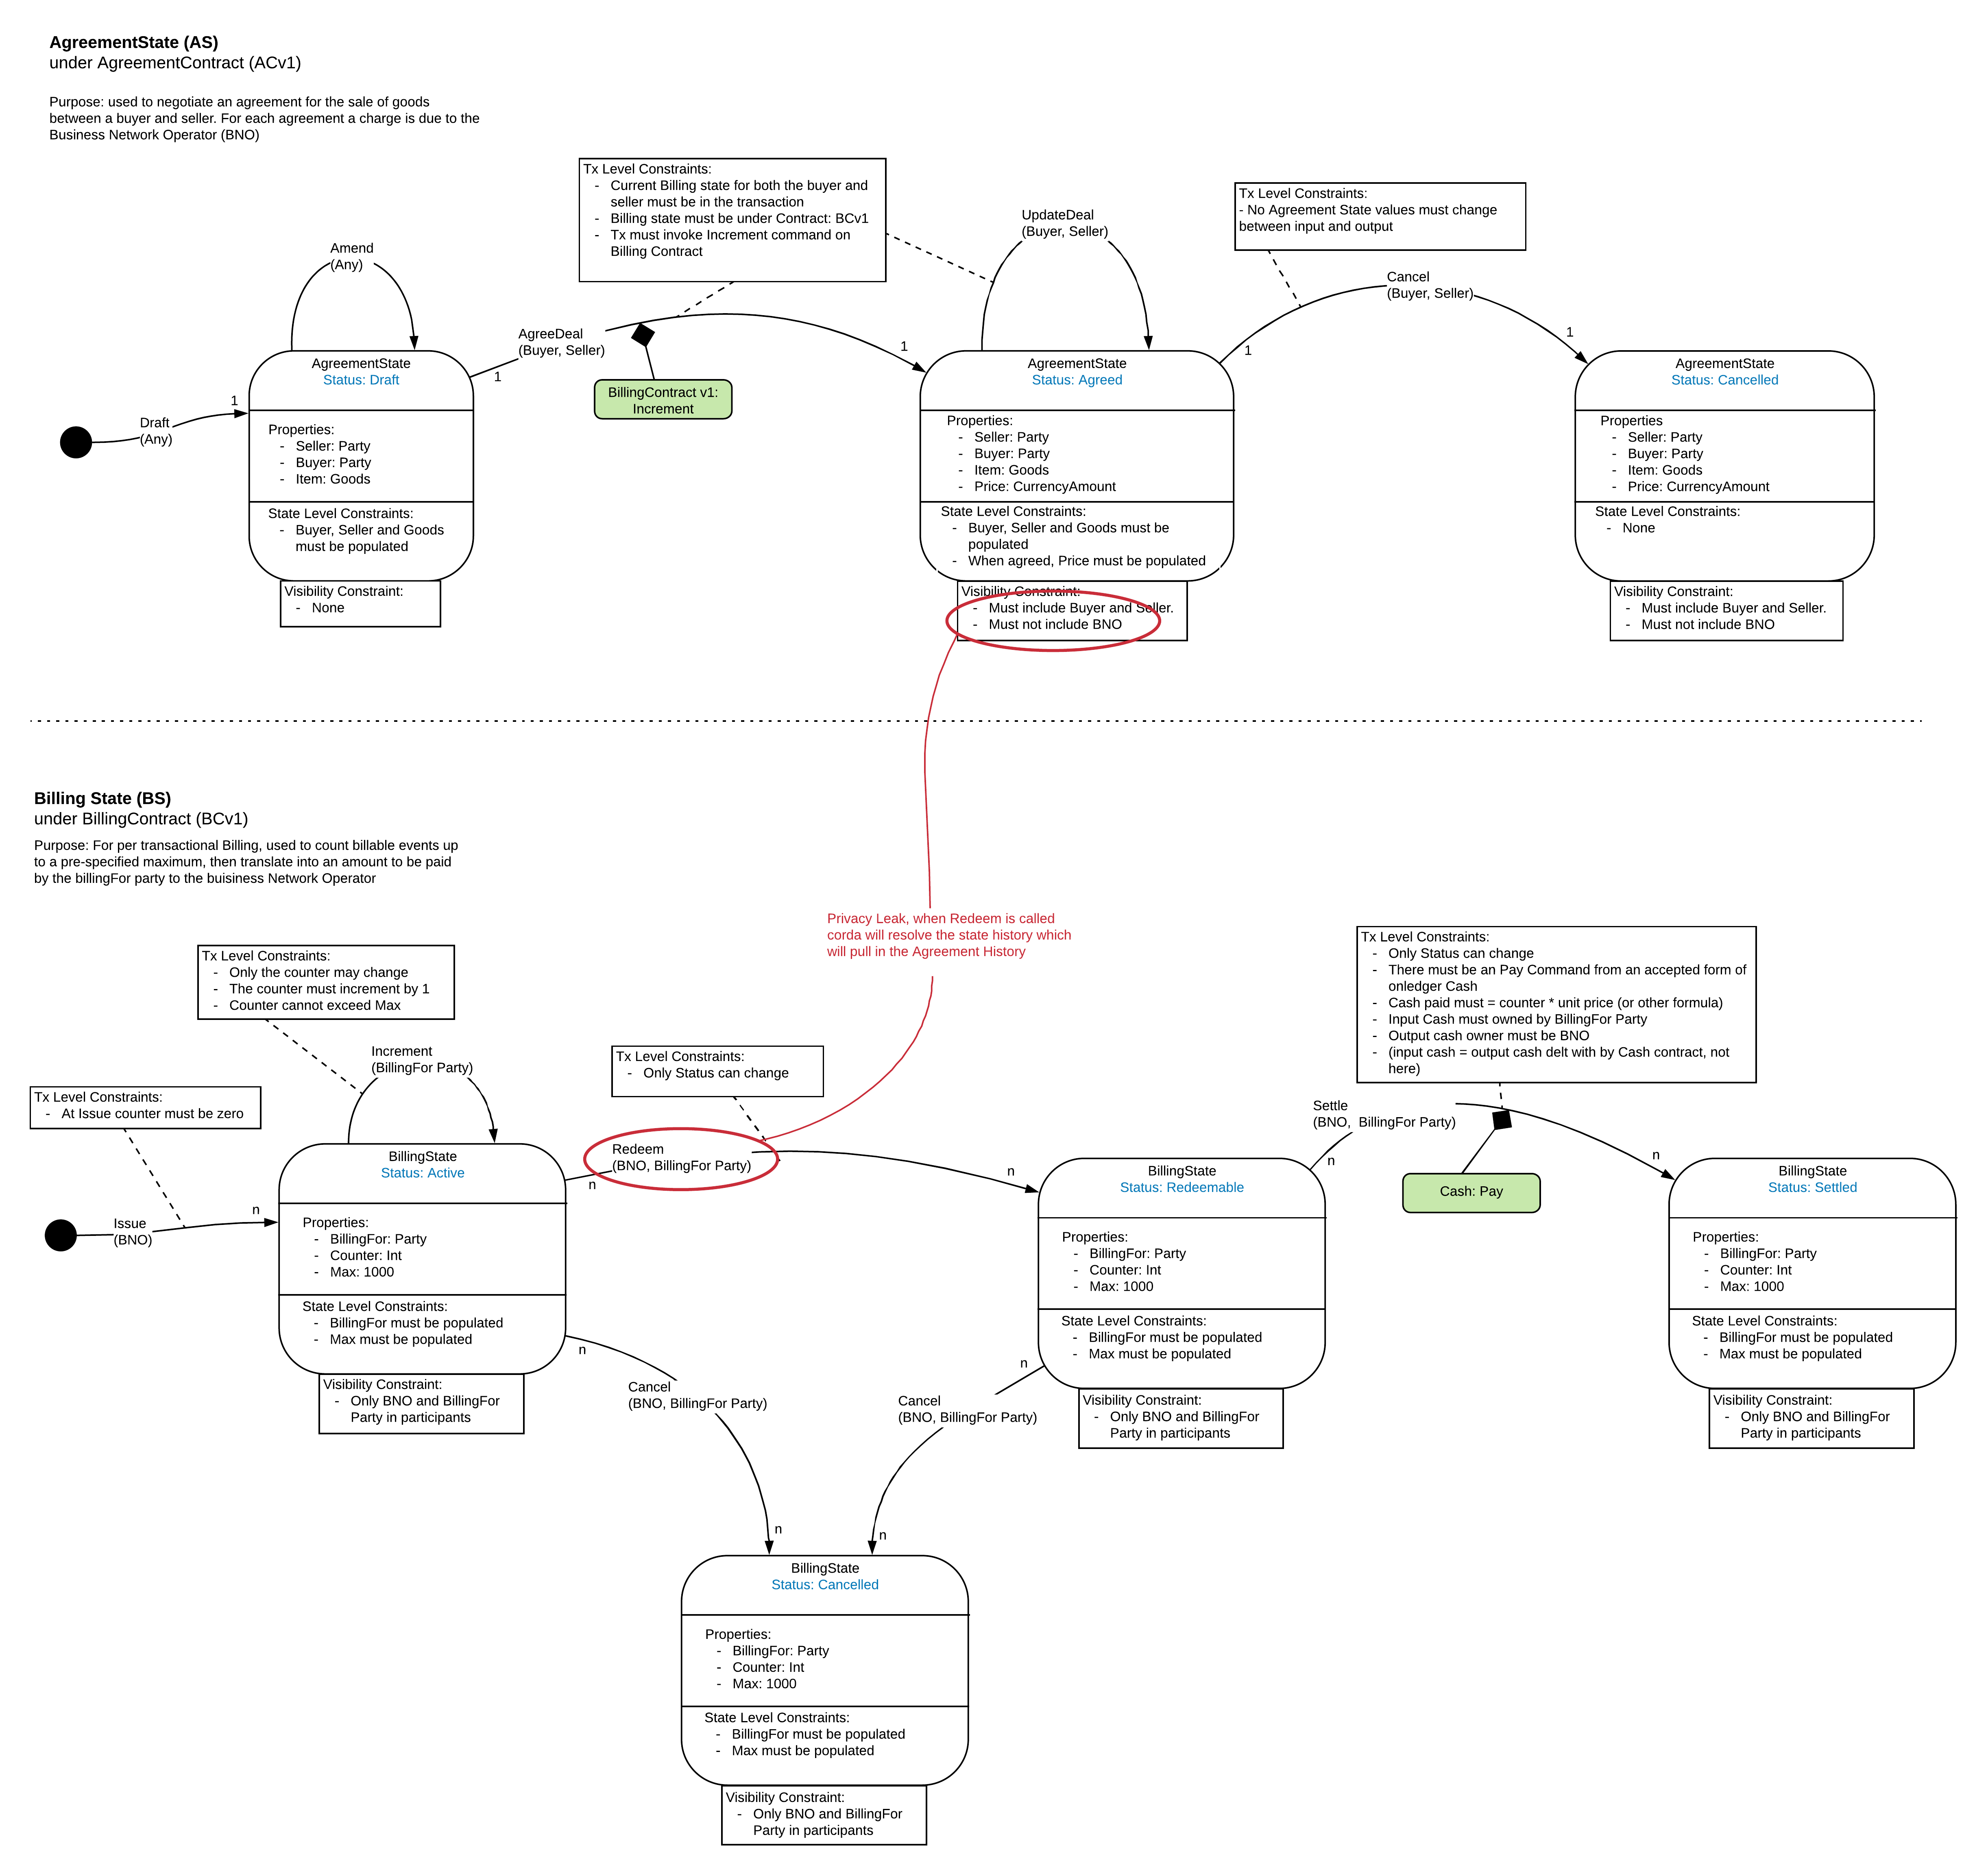 AgreementState (AS)
under AgreementContract (ACv1)
Purpose: used to negotiate an agreement for the sale of goods
between a buyer and seller. For each agreement a charge is due to the
Business Network Operator (BNO)
Tx Level Constraints:
- Current Billing state for both the buyer and
seller must be in the transaction
- Billing state must be under Contract: BCv1
- Tx must invoke Increment command on
Billing Contract
Tx Level Constraints:
- No Agreement State values must change
between input and output
UpdateDeal
(Buyer, Seller)
Amend
(Any)
Cancel
(Buyer, Seller)
AgreeDeal
(Buyer, Seller)
1
1
1
1
BillingContract v1:
Increment
Draft
(Any)
1
AgreementState
Status: Draft
Properties:
- Seller: Party
- Buyer: Party
- Item: Goods
State Level Constraints:
- Buyer, Seller and Goods
must be populated
Visibility Constraint:
- None
AgreementState
Status: Agreed
Properties:
- Seller: Party
- Buyer: Party
- Item: Goods
- Price: CurrencyAmount
State Level Constraints:
- Buyer, Seller and Goods must be
populated
- When agreed, Price must be populated
Visibility Constraint:
- Must include Buyer and Seller.
- Must not include BNO
AgreementState
Status: Cancelled
Properties
- Seller: Party
- Buyer: Party
- Item: Goods
- Price: CurrencyAmount
State Level Constraints:
- None
Visibility Constraint:
- Must include Buyer and Seller.
- Must not include BNO
Billing State (BS)
under BillingContract (BCv1)
Purpose: For per transactional Billing, used to count billable events up
to a pre-specified maximum, then translate into an amount to be paid
by the billingFor party to the buisiness Network Operator
Privacy Leak, when Redeem is called
corda will resolve the state history which
will pull in the Agreement History
Tx Level Constraints:
- Only the counter may change
- The counter must increment by 1
- Counter cannot exceed Max
Tx Level Constraints:
- Only Status can change
- There must be an Pay Command from an accepted form of
onledger Cash
- Cash paid must = counter * unit price (or other formula)
- Input Cash must owned by BillingFor Party
- Output cash owner must be BNO
- (input cash = output cash delt with by Cash contract, not
here)
Increment
(BillingFor Party)
Tx Level Constraints:
- Only Status can change
Tx Level Constraints:
- At Issue counter must be zero
Redeem
(BNO, BillingFor Party)
n
n
Settle
(BNO, BillingFor Party)
n
n
Cash: Pay
Issue
(BNO)
n
BillingState
Status: Active
Properties:
- BillingFor: Party
- Counter: Int
- Max: 1000
State Level Constraints:
- BillingFor must be populated
- Max must be populated
Visibility Constraint:
- Only BNO and BillingFor
Party in participants
BillingState
Status: Redeemable
Properties:
- BillingFor: Party
- Counter: Int
- Max: 1000
State Level Constraints:
- BillingFor must be populated
- Max must be populated
Visibility Constraint:
- Only BNO and BillingFor
Party in participants
BillingState
Status: Settled
Properties:
- BillingFor: Party
- Counter: Int
- Max: 1000
State Level Constraints:
- BillingFor must be populated
- Max must be populated
Visibility Constraint:
- Only BNO and BillingFor
Party in participants
n
Cancel
(BNO, BillingFor Party)
n
n
Cancel
(BNO, BillingFor Party)
n
BillingState
Status: Cancelled
Properties:
- BillingFor: Party
- Counter: Int
- Max: 1000
State Level Constraints:
- BillingFor must be populated
- Max must be populated
Visibility Constraint:
- Only BNO and BillingFor
Party in participants